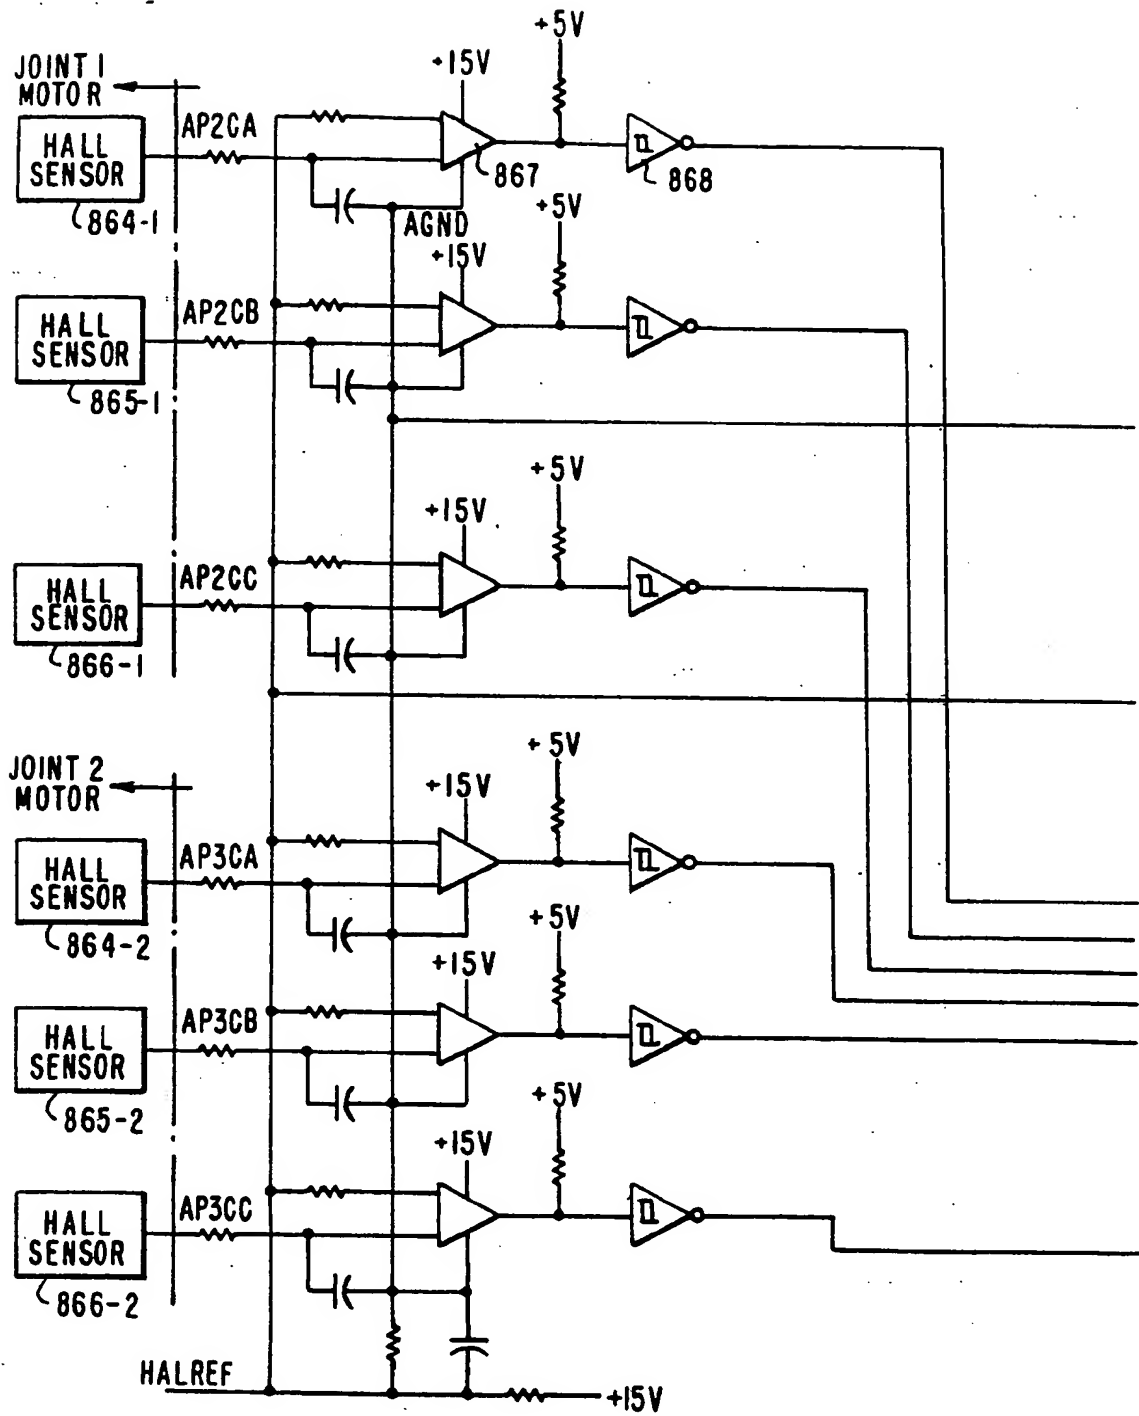 +5V
JOINT 1
MOTOR
+15V
AP2CA
HALL
SENSOR
864-1
867
868
AGND
+5V
+15V
AP2CB
HALL
SENSOR
865-1
+5V
+15V
AP2CC
HALL
SENSOR
866-1
+5V
JOINT 2
MOTOR
+15V
AP3CA
HALL
SENSOR
864-2
+5V
+15V
AP3CB
HALL
SENSOR
865-2
+5V
+15V
AP3CC
HALL
SENSOR
866-2
HALREF
+15V